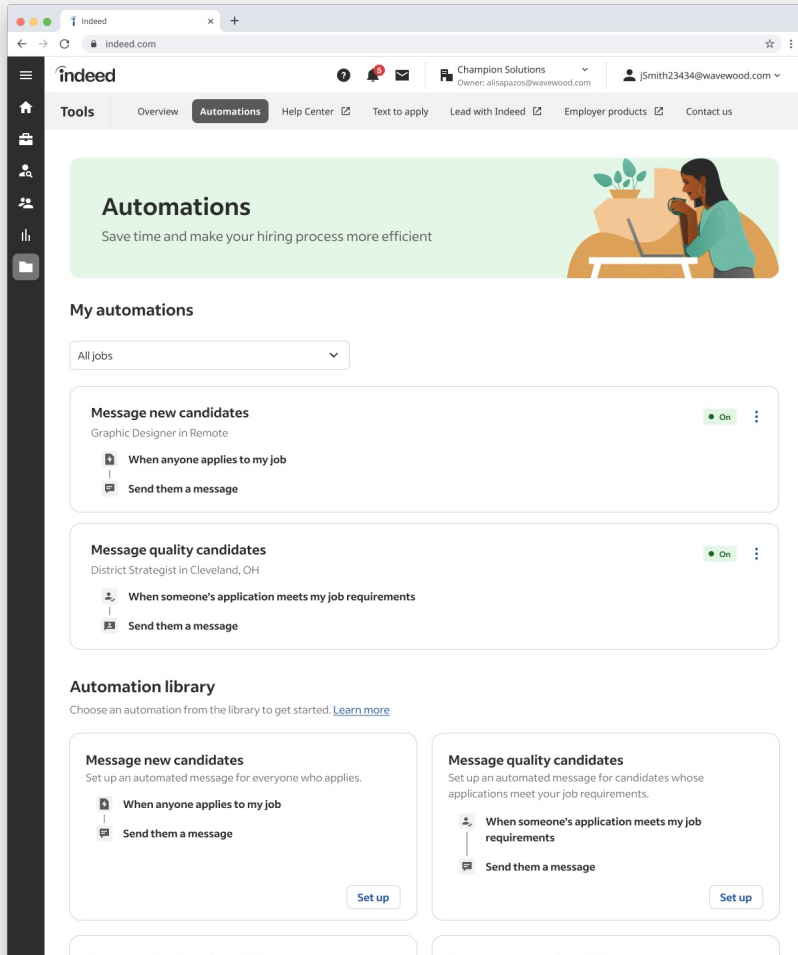 Indeed
indeed.com
indeed
5
Champion Solutions
Owner: alisapazos@wavewood.com
jSmith23434@wavewood.com
Tools
Overview
Automations
Help Center
Text to apply
Lead with Indeed
Employer products
Contact us
Automations
Save time and make your hiring process more efficient
My automations
All jobs
Message new candidates
On
Graphic Designer in Remote
When anyone applies to my job
Send them a message
Message quality candidates
On
District Strategist in Cleveland, OH
When someone's application meets my job requirements
Send them a message
Automation library
Choose an automation from the library to get started. Learn more
Message new candidates
Set up an automated message for everyone who applies.
When anyone applies to my job
Send them a message
Set up
Message quality candidates
Set up an automated message for candidates whose
applications meet your job requirements.
When someone's application meets my job
requirements
Send them a message
Set up